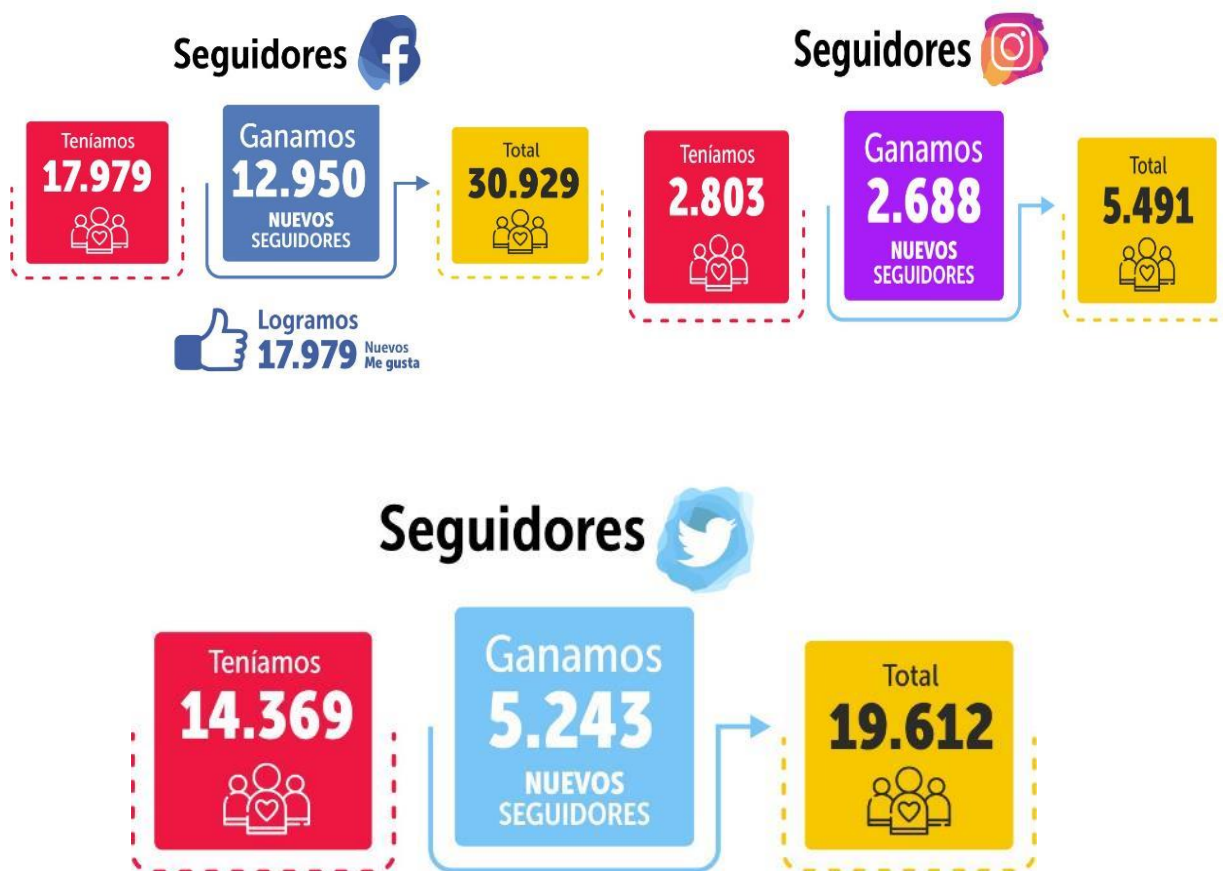 Seguidores
Teníamos
17.979
Ganamos
12.950
NUEVOS
SEGUIDORES
Total
30.929
Logramos
17.979 Nuevos
Me gusta
Seguidores
Teníamos
2.803
Ganamos
2.688
NUEVOS
SEGUIDORES
Total
5.491
Seguidores
Teníamos
14.369
Ganamos
5.243
NUEVOS
SEGUIDORES
Total
19.612